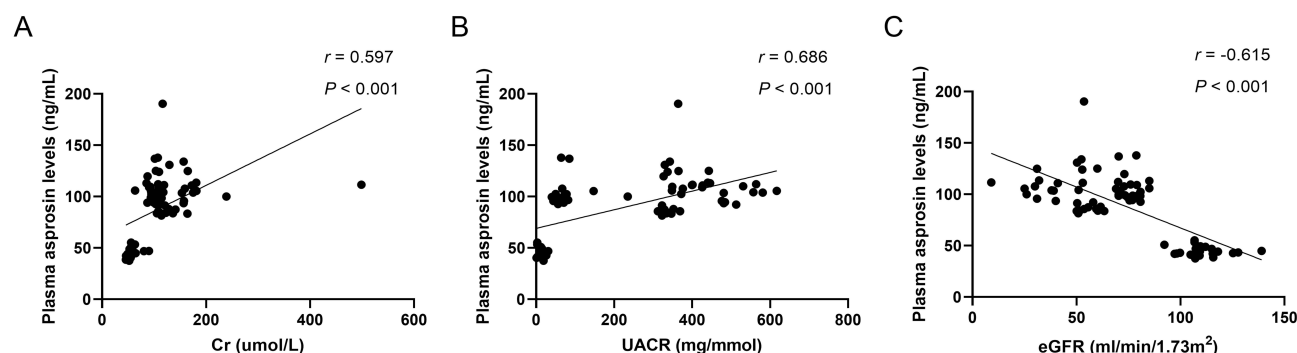 A
r = 0.597
P < 0.001
Plasma asprosin levels (ng/mL)
200
150
100
50
0
0 200 400 600
Cr (umol/L)
B
r = 0.686
P < 0.001
Plasma asprosin levels (ng/mL)
200
150
100
50
0
0 200 400 600 800
UACR (mg/mmol)
C
r = -0.615
P < 0.001
Plasma asprosin levels (ng/mL)
200
150
100
50
0
0 50 100 150
eGFR (ml/min/1.73m²)